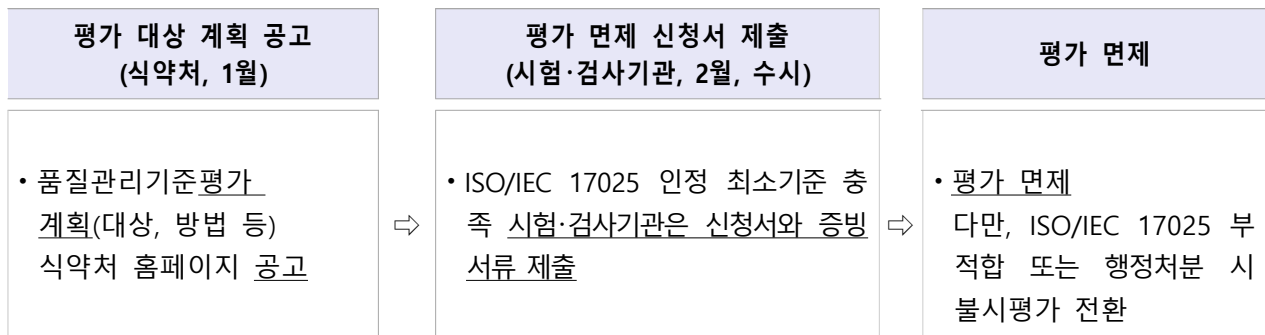 평가 대상 계획 공고
(식약처, 1월)
평가 면제 신청서 제출
(시험·검사기관, 2월, 수시)
평가 면제
• 품질관리기준평가
계획(대상, 방법 등)
식약처 홈페이지 공고
⇨
• ISO/IEC 17025 인정 최소기준 충
족 시험·검사기관은 신청서와 증빙
서류 제출
⇨
• 평가 면제
다만, ISO/IEC 17025 부
적합 또는 행정처분 시
불시평가 전환